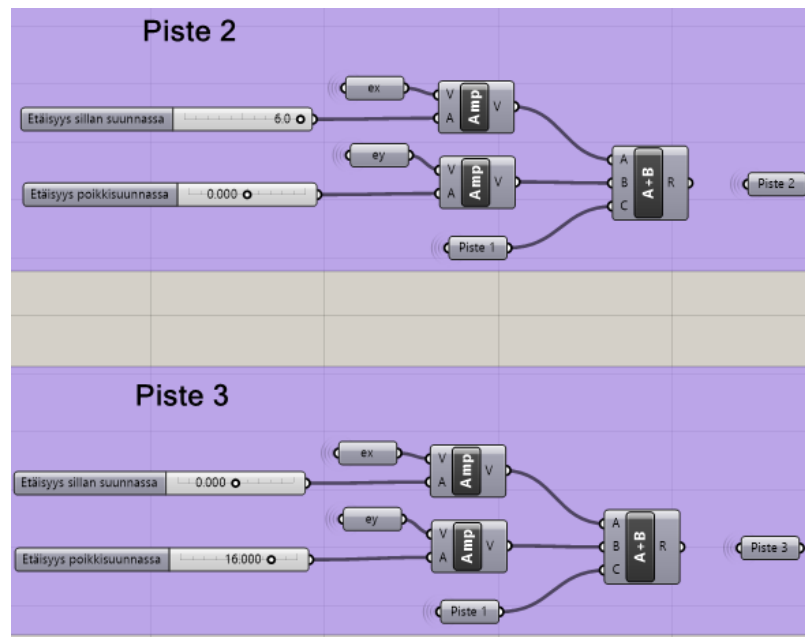 Piste 2
ex
V
A
Amp
V
Etäisyys sillan suunnassa
6.0
ey
V
A
Amp
V
Etäisyys poikkisuunnassa
0.000
Piste 1
A
B
C
A+B
R
Piste 2
Piste 3
ex
V
A
Amp
V
Etäisyys sillan suunnassa
0.000
ey
V
A
Amp
V
Etäisyys poikkisuunnassa
16.000
Piste 1
A
B
C
A+B
R
Piste 3